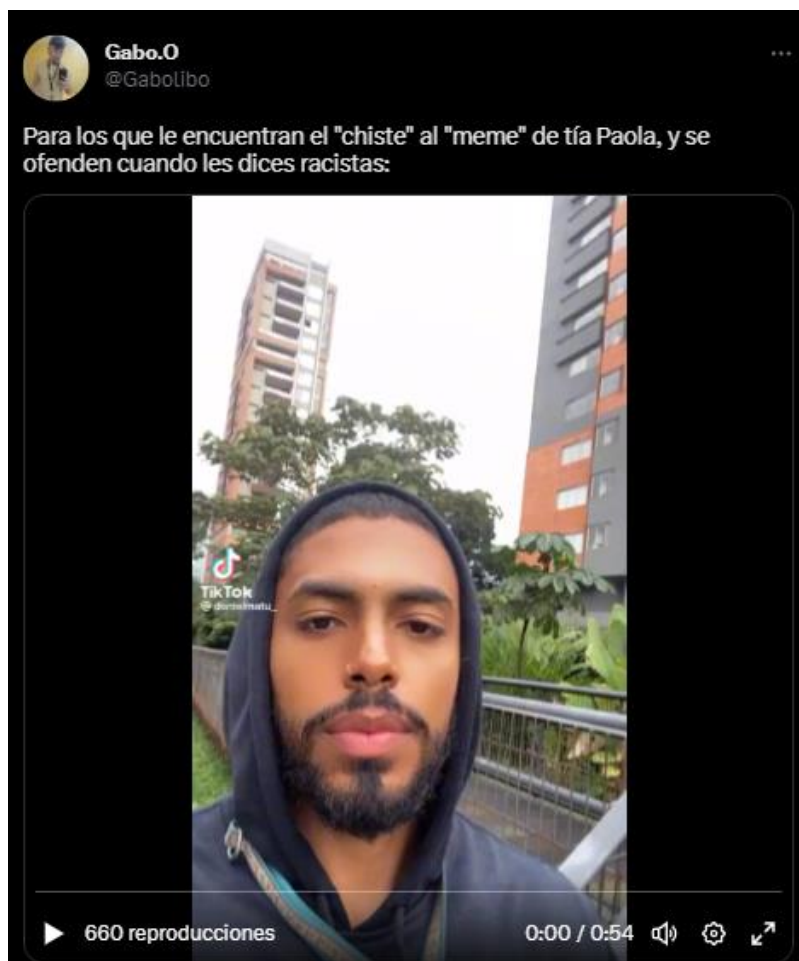 Gabo.O
@Gabolibo
Para los que le encuentran el "chiste" al "meme" de tía Paola, y se
ofenden cuando les dices racistas:
TikTok
660 reproducciones
0:00 / 0:54